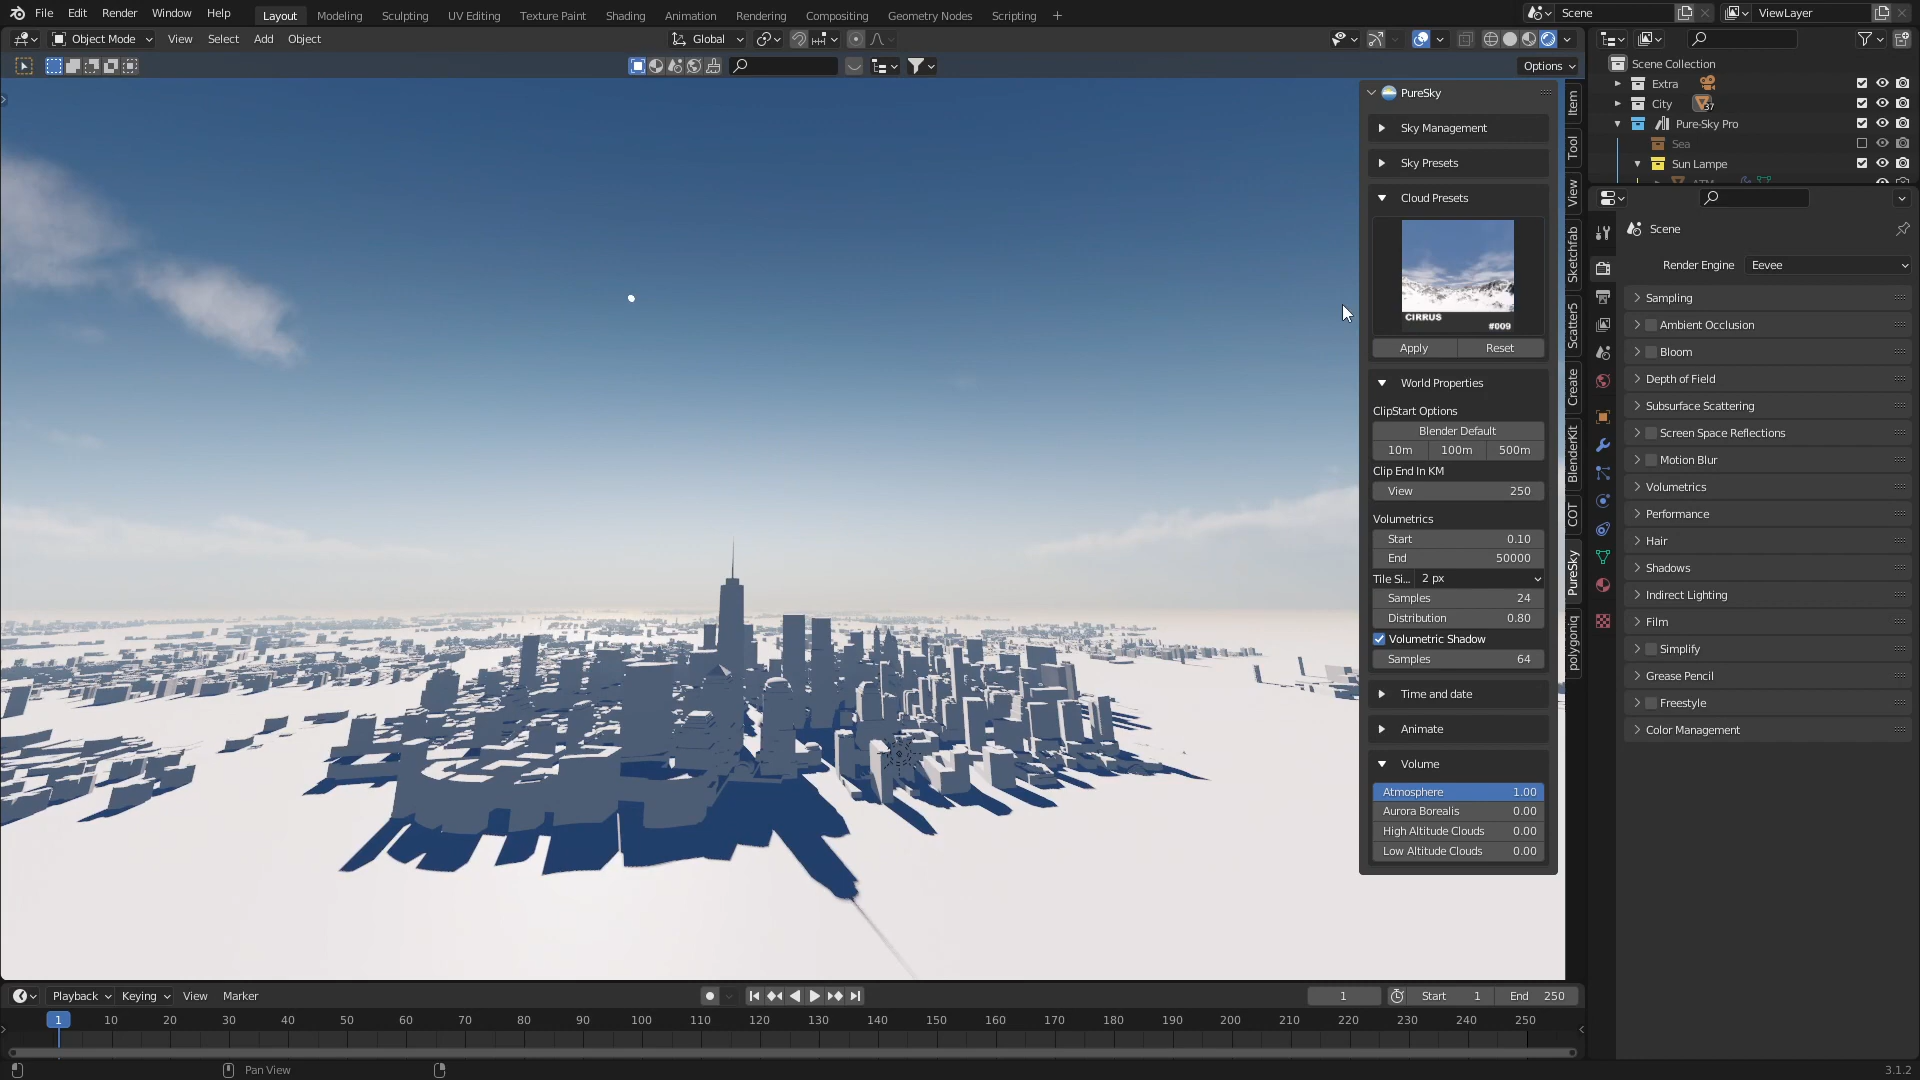 File Edit Render Window Help
Layout Modeling Sculpting UV Editing Texture Paint Shading Animation Rendering Compositing Geometry Nodes Scripting +
Scene
ViewLayer
Object Mode View Select Add Object
Global
Options
PureSky
Sky Management
Sky Presets
Cloud Presets
CIRRUS
#009
Apply Reset
World Properties
ClipStart Options
Blender Default
10m 100m 500m
Clip End In KM
View 250
Volumetrics
Start 0.10
End 50000
Tile Si... 2 px
Samples 24
Distribution 0.80
Volumetric Shadow
Samples 64
Time and date
Animate
Volume
Atmosphere 1.00
Aurora Borealis 0.00
High Altitude Clouds 0.00
Low Altitude Clouds 0.00
Item
Tool
View
Sketchfab
Scatter5
Create
BlenderKit
COT
PureSky
polygoniq
Scene Collection
Extra
City 37
Pure-Sky Pro
Sea
Sun Lampe
Scene
Render Engine Eevee
Sampling
Ambient Occlusion
Bloom
Depth of Field
Subsurface Scattering
Screen Space Reflections
Motion Blur
Volumetrics
Performance
Hair
Shadows
Indirect Lighting
Film
Simplify
Grease Pencil
Freestyle
Color Management
Playback Keying View Marker
1 Start 1 End 250
1 10 20 30 40 50 60 70 80 90 100 110 120 130 140 150 160 170 180 190 200 210 220 230 240 250
Pan View
3.1.2